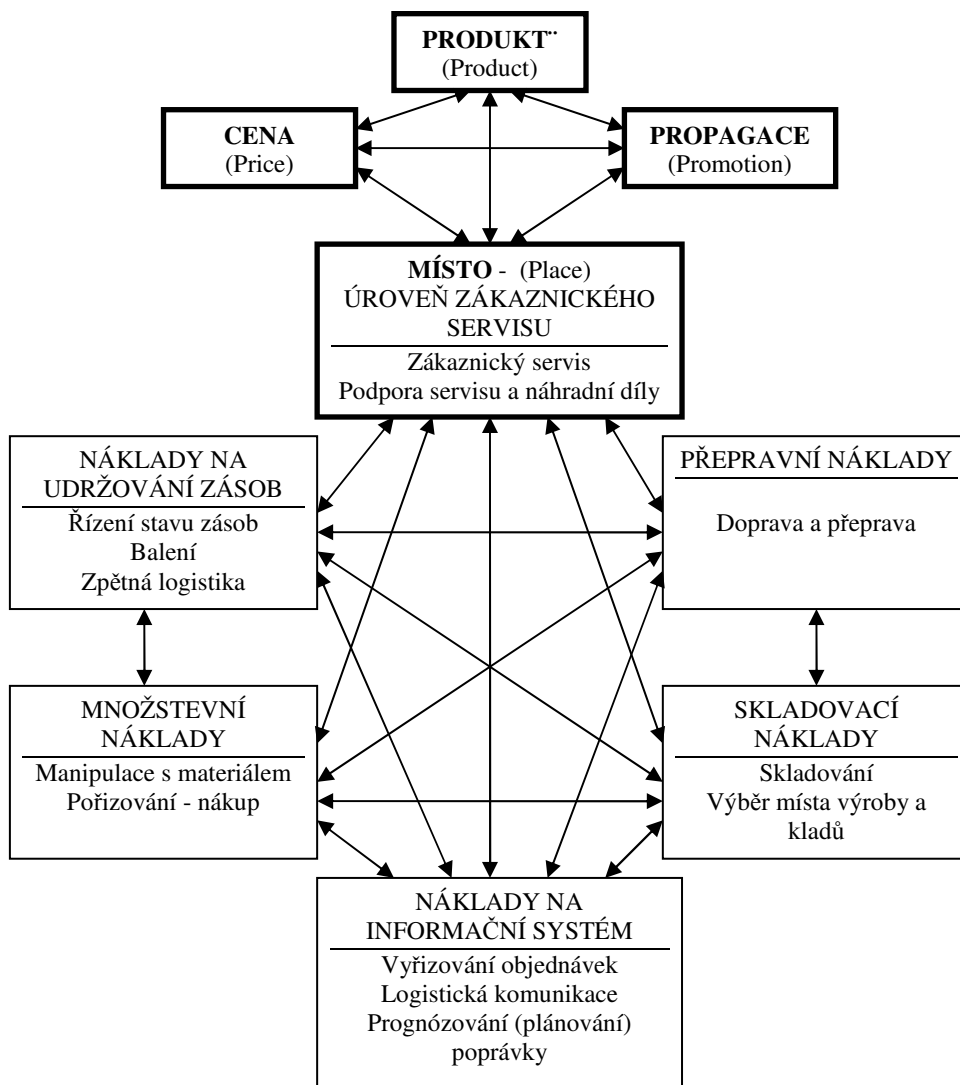 PRODUKT¨
(Product)
CENA
(Price)
PROPAGACE
(Promotion)
MÍSTO - (Place)
ÚROVEŇ ZÁKAZNICKÉHO
SERVISU
Zákaznický servis
Podpora servisu a náhradní díly
NÁKLADY NA
UDRŽOVÁNÍ ZÁSOB
Řízení stavu zásob
Balení
Zpětná logistika
PŘEPRAVNÍ NÁKLADY
Doprava a přeprava
MNOŽSTEVNÍ
NÁKLADY
Manipulace s materiálem
Pořizování - nákup
SKLADOVACÍ
NÁKLADY
Skladování
Výběr místa výroby a
kladů
NÁKLADY NA
INFORMAČNÍ SYSTÉM
Vyřizování objednávek
Logistická komunikace
Prognózování (plánování)
poprávky